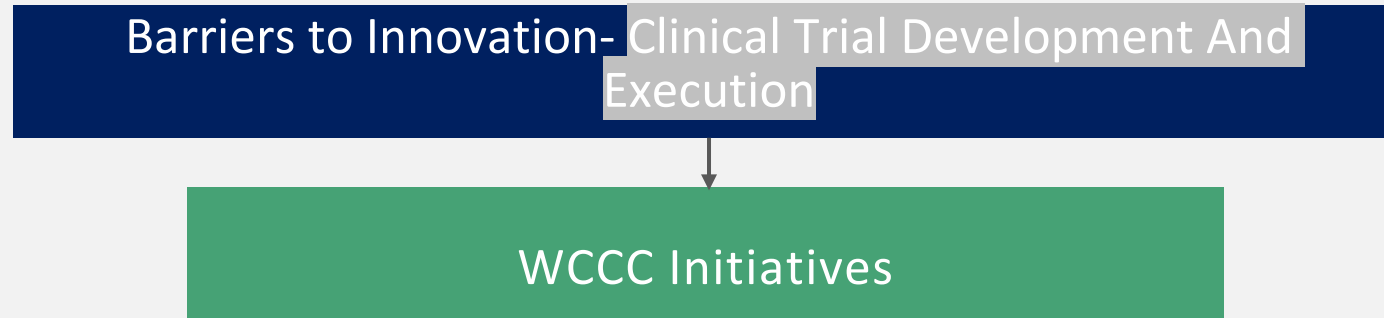 Barriers to Innovation- Clinical Trial Development And
Execution
WCCC Initiatives